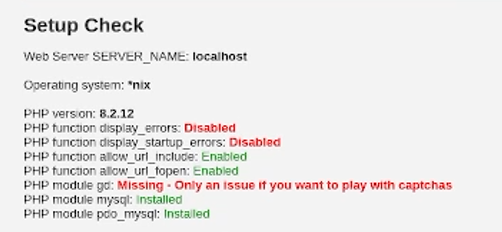 Setup Check
Web Server SERVER_NAME: localhost
Operating system: *nix
PHP version: 8.2.12
PHP function display_errors: Disabled
PHP function display_startup_errors: Disabled
PHP function allow_url_include: Enabled
PHP function allow_url_fopen: Enabled
PHP module gd: Missing - Only an issue if you want to play with captchas
PHP module mysql: Installed
PHP module pdo_mysql: Installed